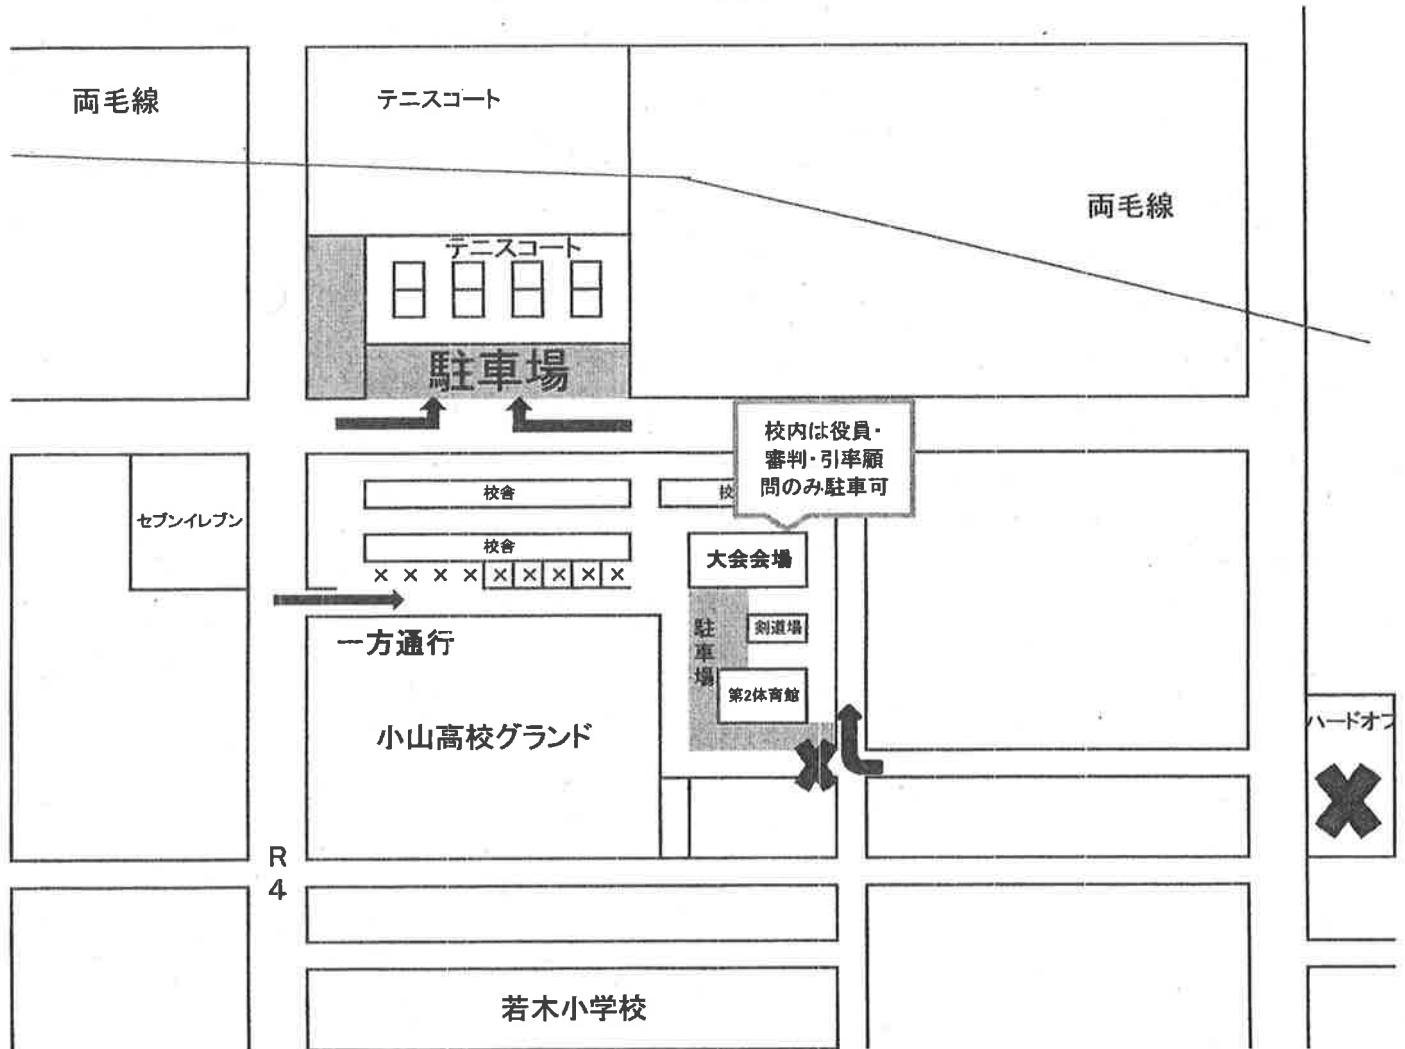 両毛線
テニスコート
両毛線
テニスコート
駐車場
校内は役員・
審判・引率顧
問のみ駐車可
校舎
校
セブンイレブン
校舎
大会会場
××××××××
一方通行
駐車場
剣道場
第2体育館
小山高校グランド
ハードオフ
R
4
若木小学校